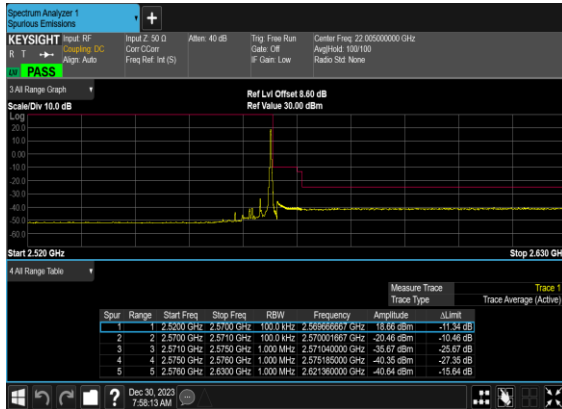 Spectrum Analyzer 1
Spurious Emissions
KEYSIGHT
R T
LXI
PASS
Input: RF
Coupling: DC
Align: Auto
Input Z: 50 Ω
Corr CCorr
Freq Ref: Int (S)
Atten: 40 dB
Trig: Free Run
Gate: Off
IF Gain: Low
Center Freq: 22.005000000 GHz
Avg|Hold: 100/100
Radio Std: None
3 All Range Graph
Scale/Div 10.0 dB
Ref Lvl Offset 8.60 dB
Ref Value 30.00 dBm
Log
20.0
10.0
0.00
-10.0
-20.0
-30.0
-40.0
-50.0
-60.0
Start 2.520 GHz
Stop 2.630 GH
4 All Range Table
Measure Trace Trace 1
Trace Type Trace Average (Active)
Spur Range Start Freq Stop Freq RBW Frequency Amplitude ΔLimit
1 1 2.5200 GHz 2.5700 GHz 100.0 kHz 2.569666667 GHz 18.66 dBm -11.34 dB
2 2 2.5700 GHz 2.5710 GHz 100.0 kHz 2.570001667 GHz -20.46 dBm -10.46 dB
3 3 2.5710 GHz 2.5750 GHz 1.000 MHz 2.571040000 GHz -35.67 dBm -25.67 dB
4 4 2.5750 GHz 2.5760 GHz 1.000 MHz 2.575185000 GHz -40.35 dBm -27.35 dB
5 5 2.5760 GHz 2.6300 GHz 1.000 MHz 2.621360000 GHz -40.64 dBm -15.64 dB
Dec 30, 2023
7:58:13 AM